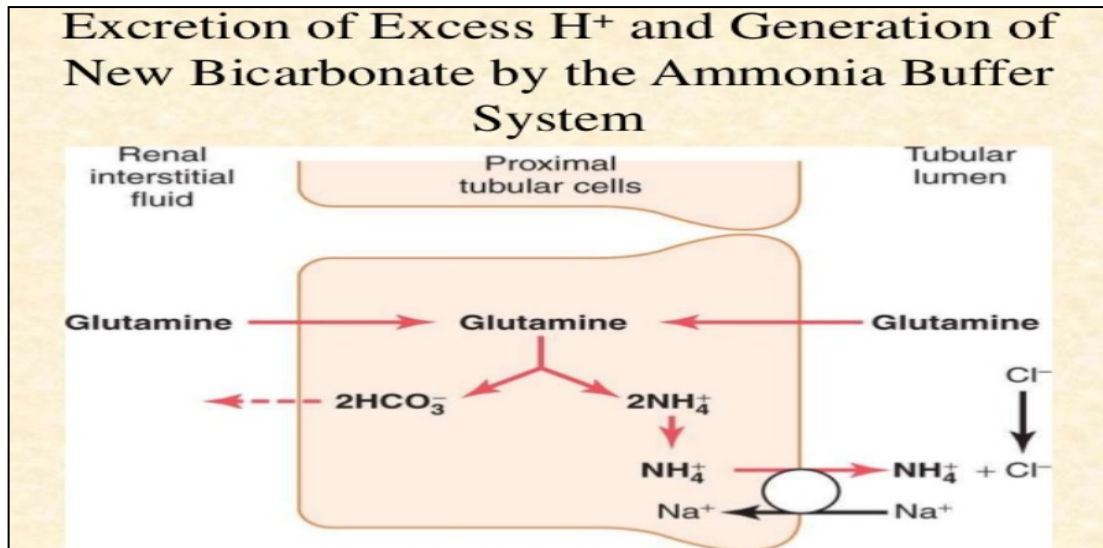 Excretion of Excess H⁺ and Generation of
New Bicarbonate by the Ammonia Buffer
System
Renal
interstitial
fluid
Proximal
tubular cells
Tubular
lumen
Glutamine
Glutamine
Glutamine
Cl⁻
2HCO₃⁻
2NH₄⁺
NH₄⁺
NH₄⁺ + Cl⁻
Na⁺
Na⁺